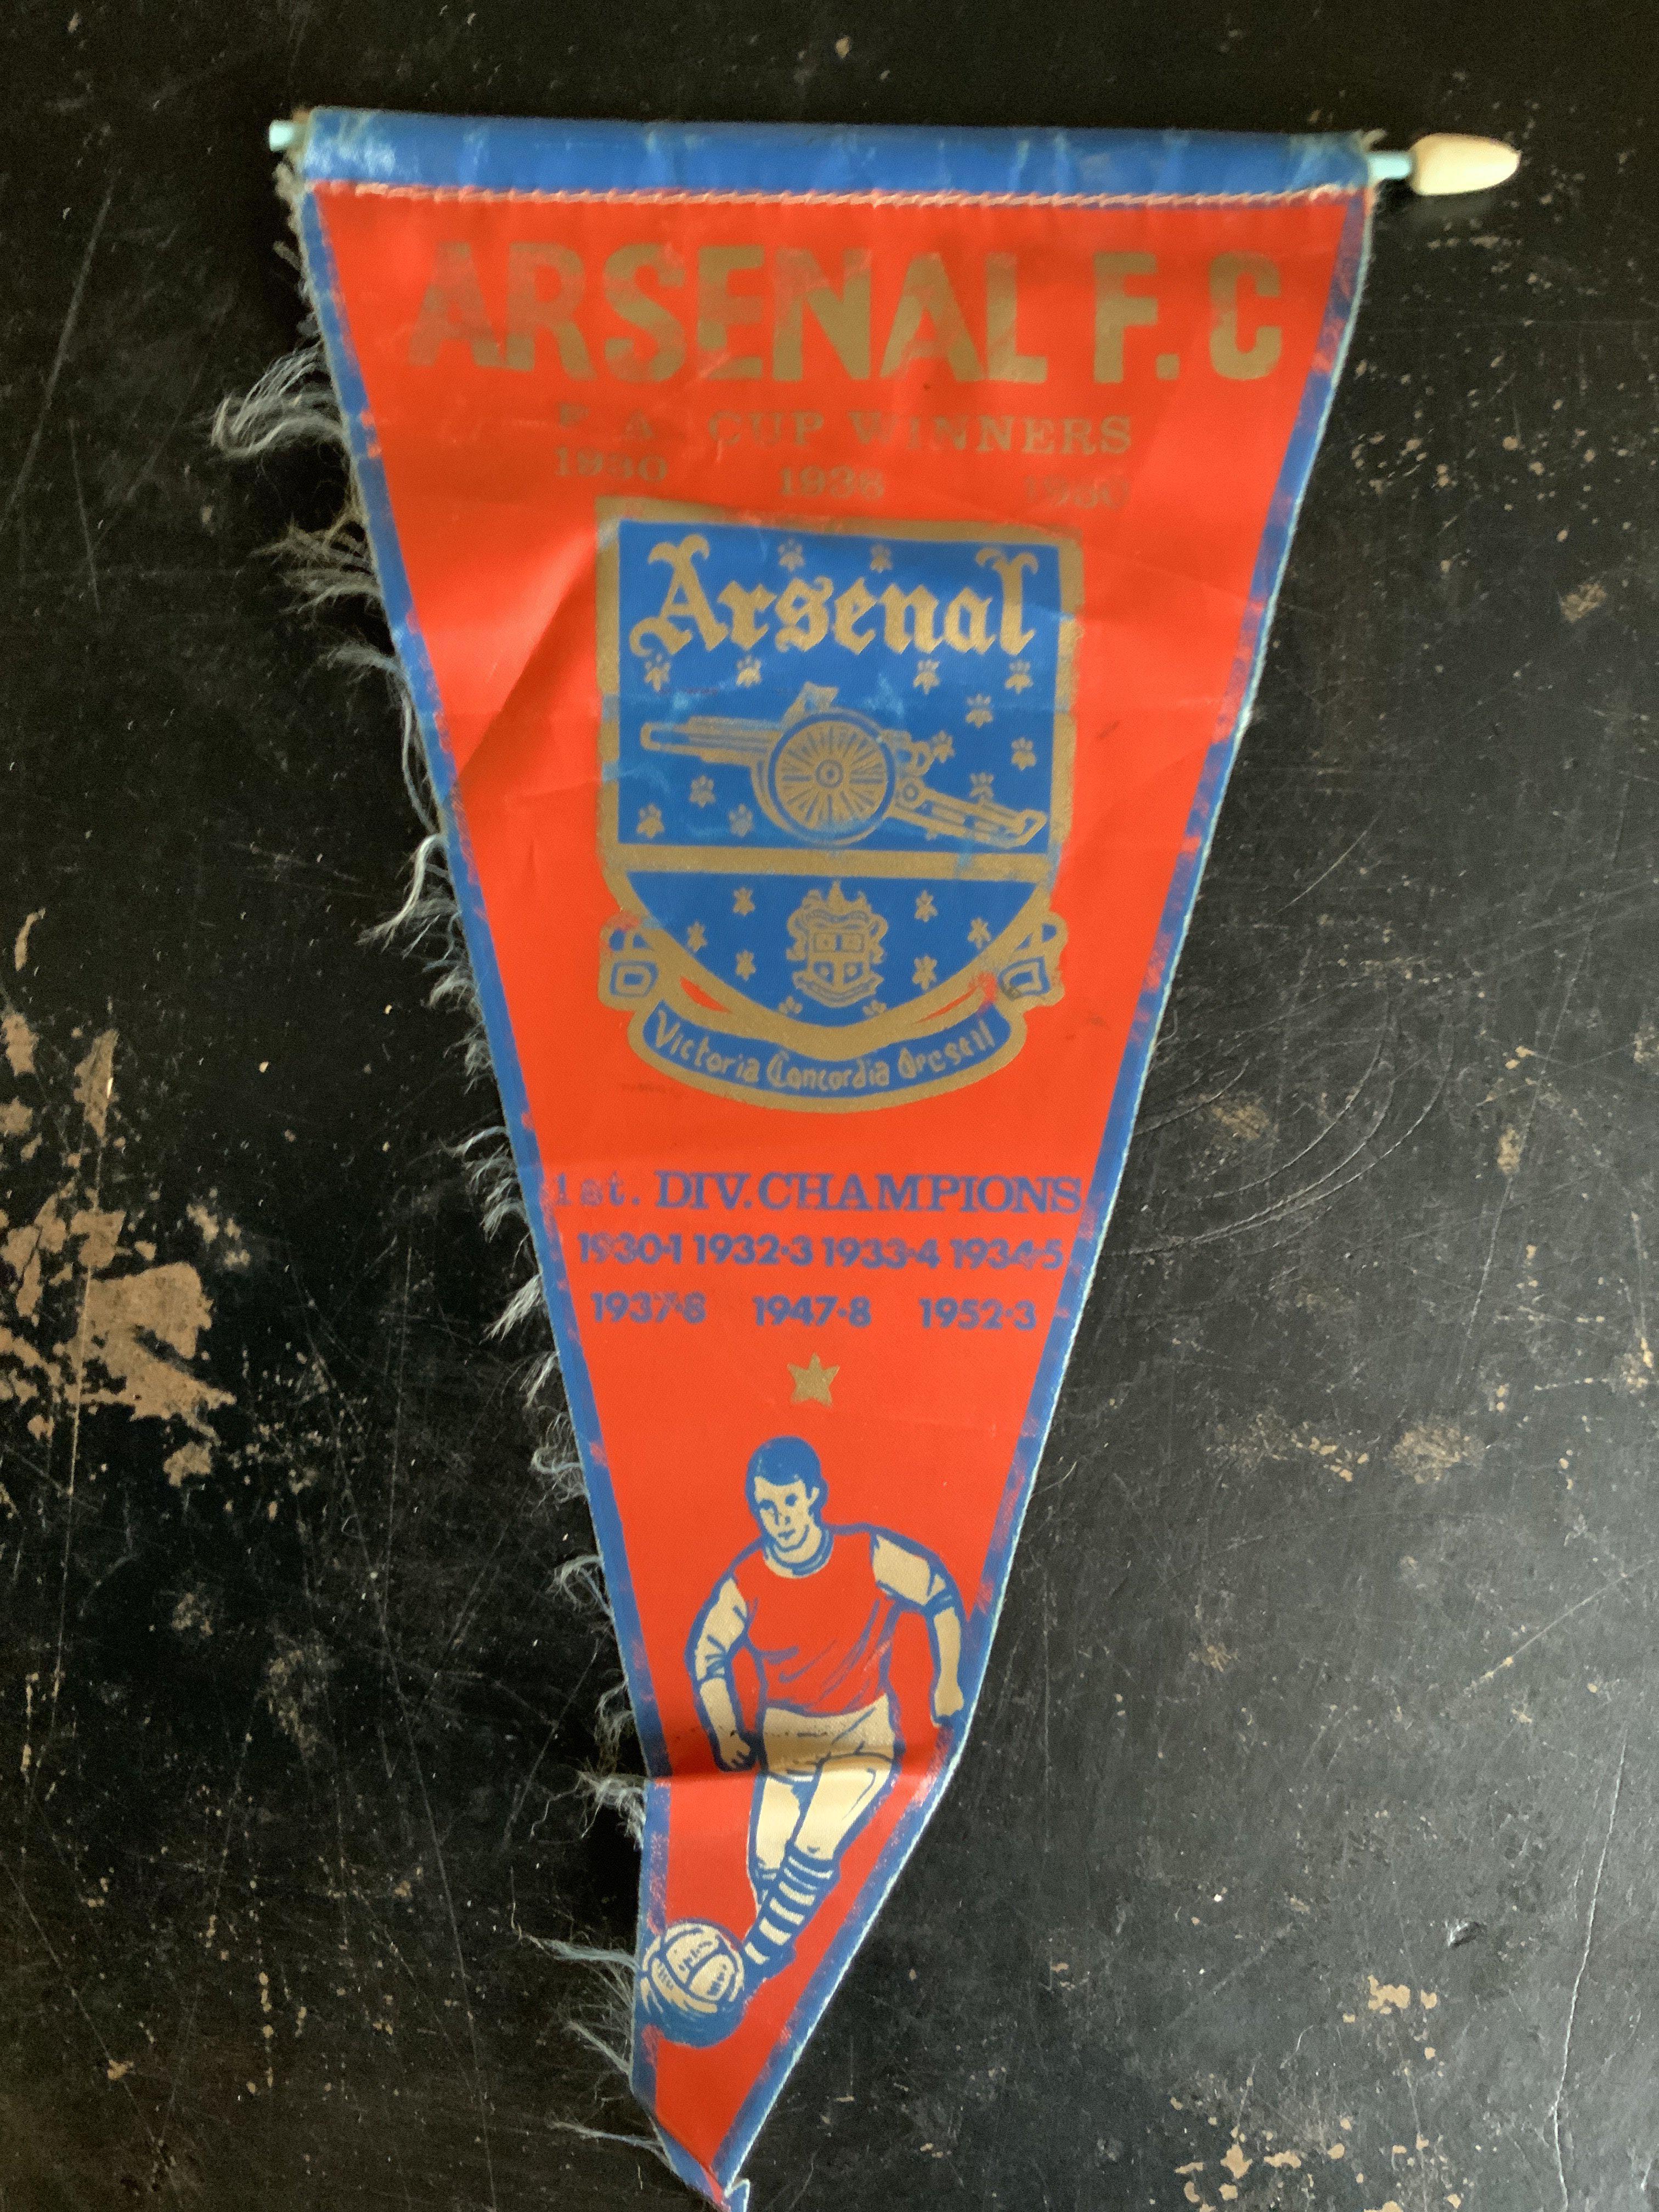 ARSENAL F.C
F A CUP WINNERS
1930 1936
Arsenal
Victoria Concordia Crescit
1st. DIV. CHAMPIONS
1930-1 1932-3 1933-4 1934-5
1937-8 1947-8 1952-3